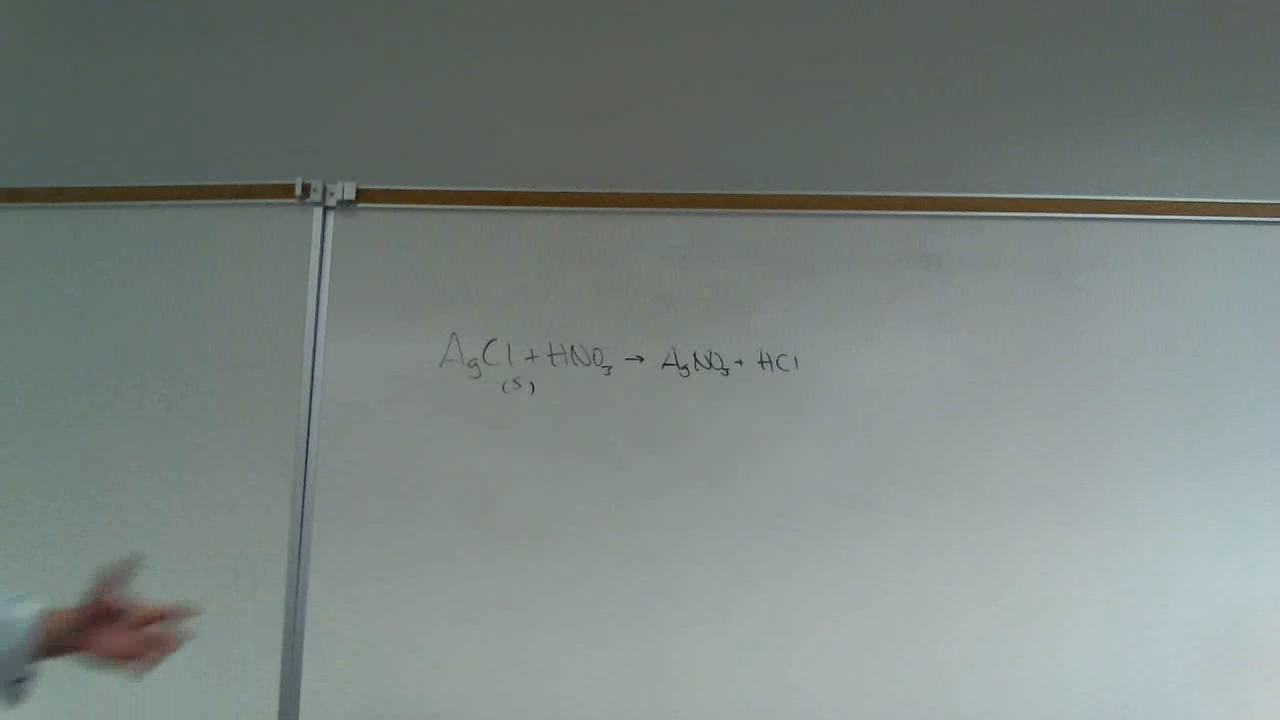 AgCl + HNO₃ → AgNO₃ + HCl
(s)